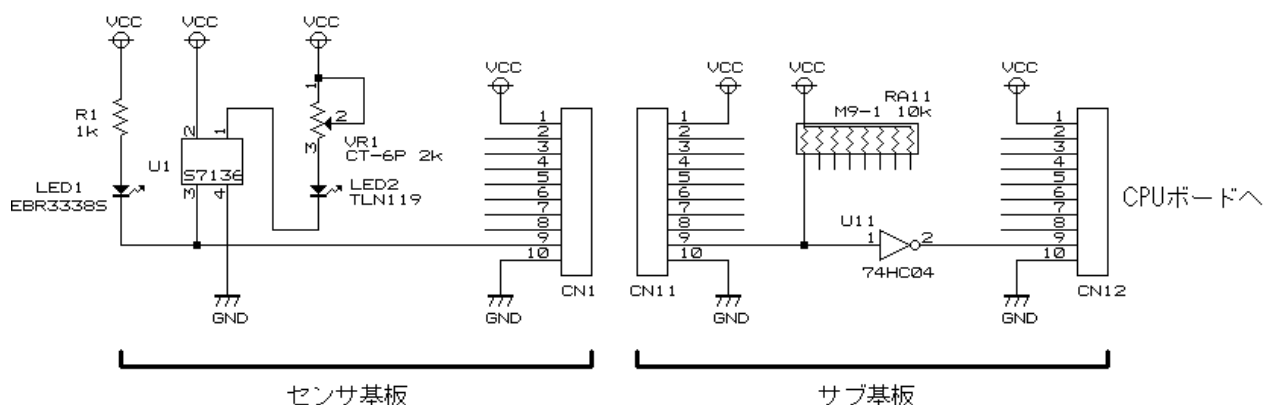 VCC
VCC
VCC
R1
1k
LED1
EBR3338S
U1
S7136
2
1
3
4
1
2
3
VR1
CT-6P 2k
LED2
TLN119
GND
VCC
1
2
3
4
5
6
7
8
9
10
CN1
GND
センサ基板
VCC
1
2
3
4
5
6
7
8
9
10
CN11
GND
VCC
RA11
M9-1 10k
U11
1
2
74HC04
VCC
1
2
3
4
5
6
7
8
9
10
CN12
GND
サブ基板
CPUボードへ